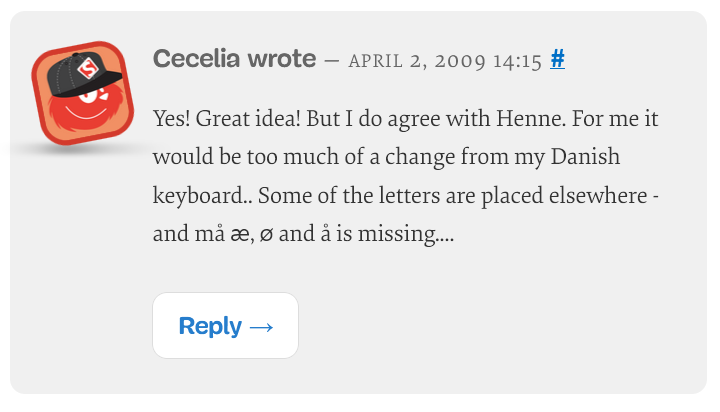 Cecelia wrote — APRIL 2, 2009 14:15 #
Yes! Great idea! But I do agree with Henne. For me it
would be too much of a change from my Danish
keyboard.. Some of the letters are placed elsewhere -
and må æ, ø and å is missing....
Reply →